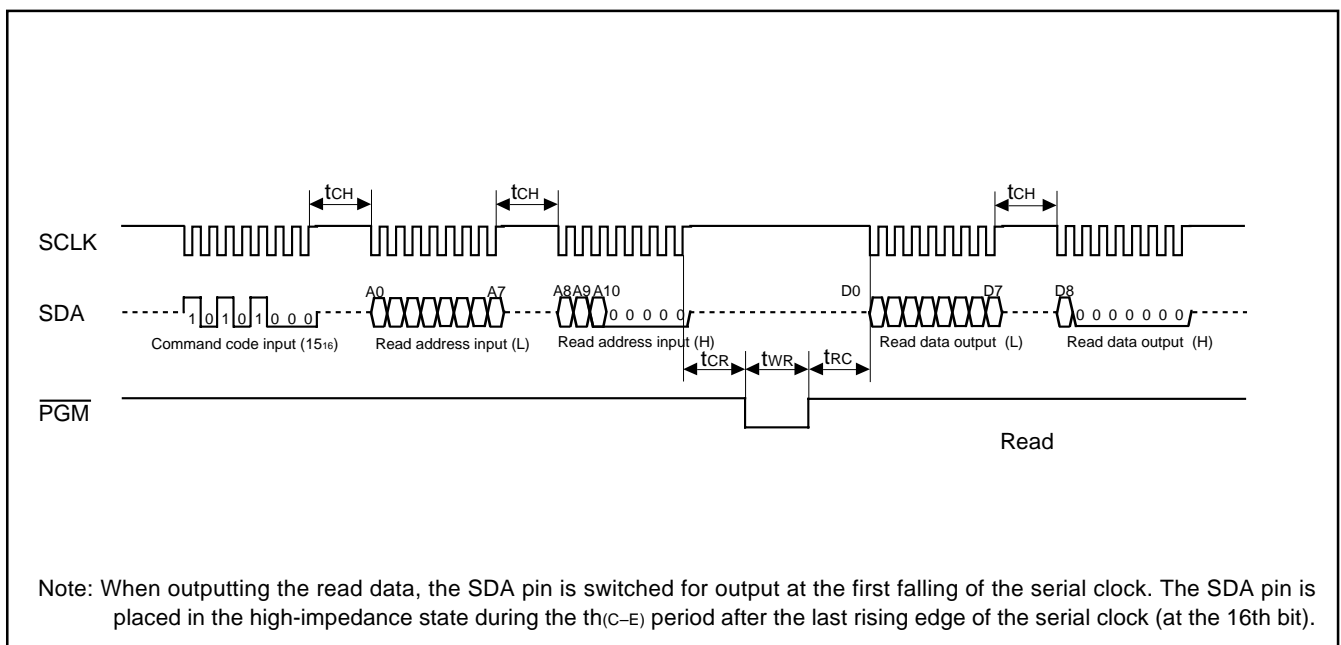 tCH tCH tCH
SCLK
A0 A7 A8 A9 A10 D0 D7 D8
SDA
1 0 1 0 1 0 0 0 0 0 0 0 0 0 0 0 0 0 0 0
Command code input (15₁₆) Read address input (L) Read address input (H) Read data output (L) Read data output (H)
tCR tWR tRC
PGM
Read
Note: When outputting the read data, the SDA pin is switched for output at the first falling of the serial clock. The SDA pin is
placed in the high-impedance state during the th(C–E) period after the last rising edge of the serial clock (at the 16th bit).